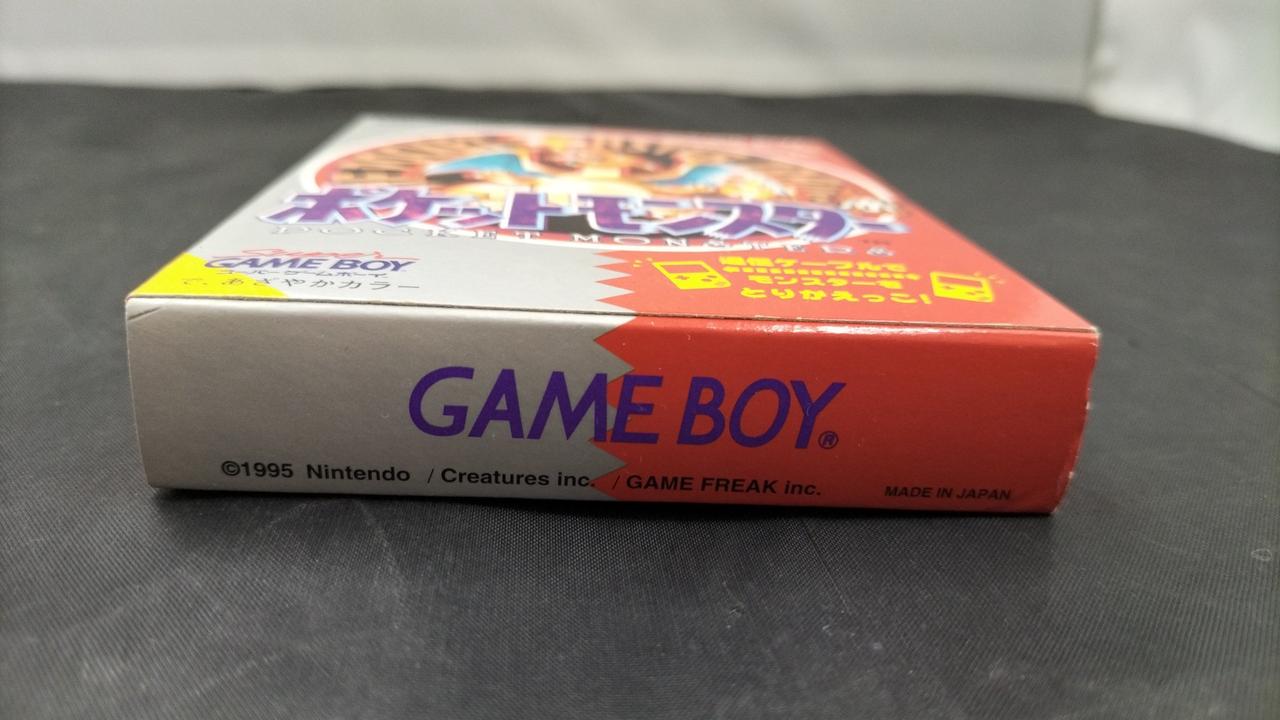 ポケットモンスター
POCKET MONSTERS
Super
GAME BOY
スーパーゲームボーイ
で、あざやかカラー
通信ケーブルで
モンスターを
とりかえっこ!
GAME BOY®
©1995 Nintendo / Creatures inc. / GAME FREAK inc.
MADE IN JAPAN